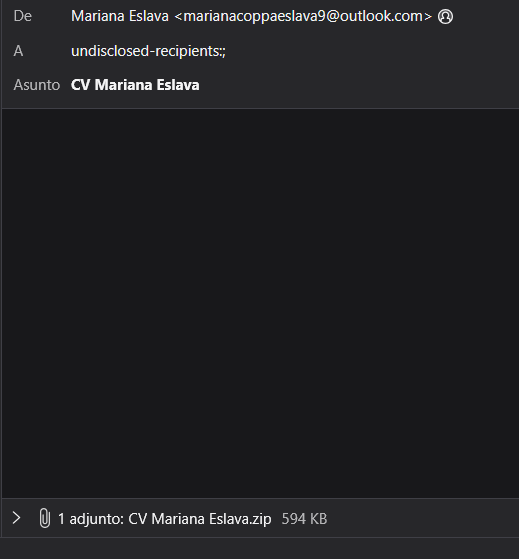 De Mariana Eslava <marianacoppaeslava9@outlook.com>
A undisclosed-recipients:;
Asunto CV Mariana Eslava
1 adjunto: CV Mariana Eslava.zip 594 KB